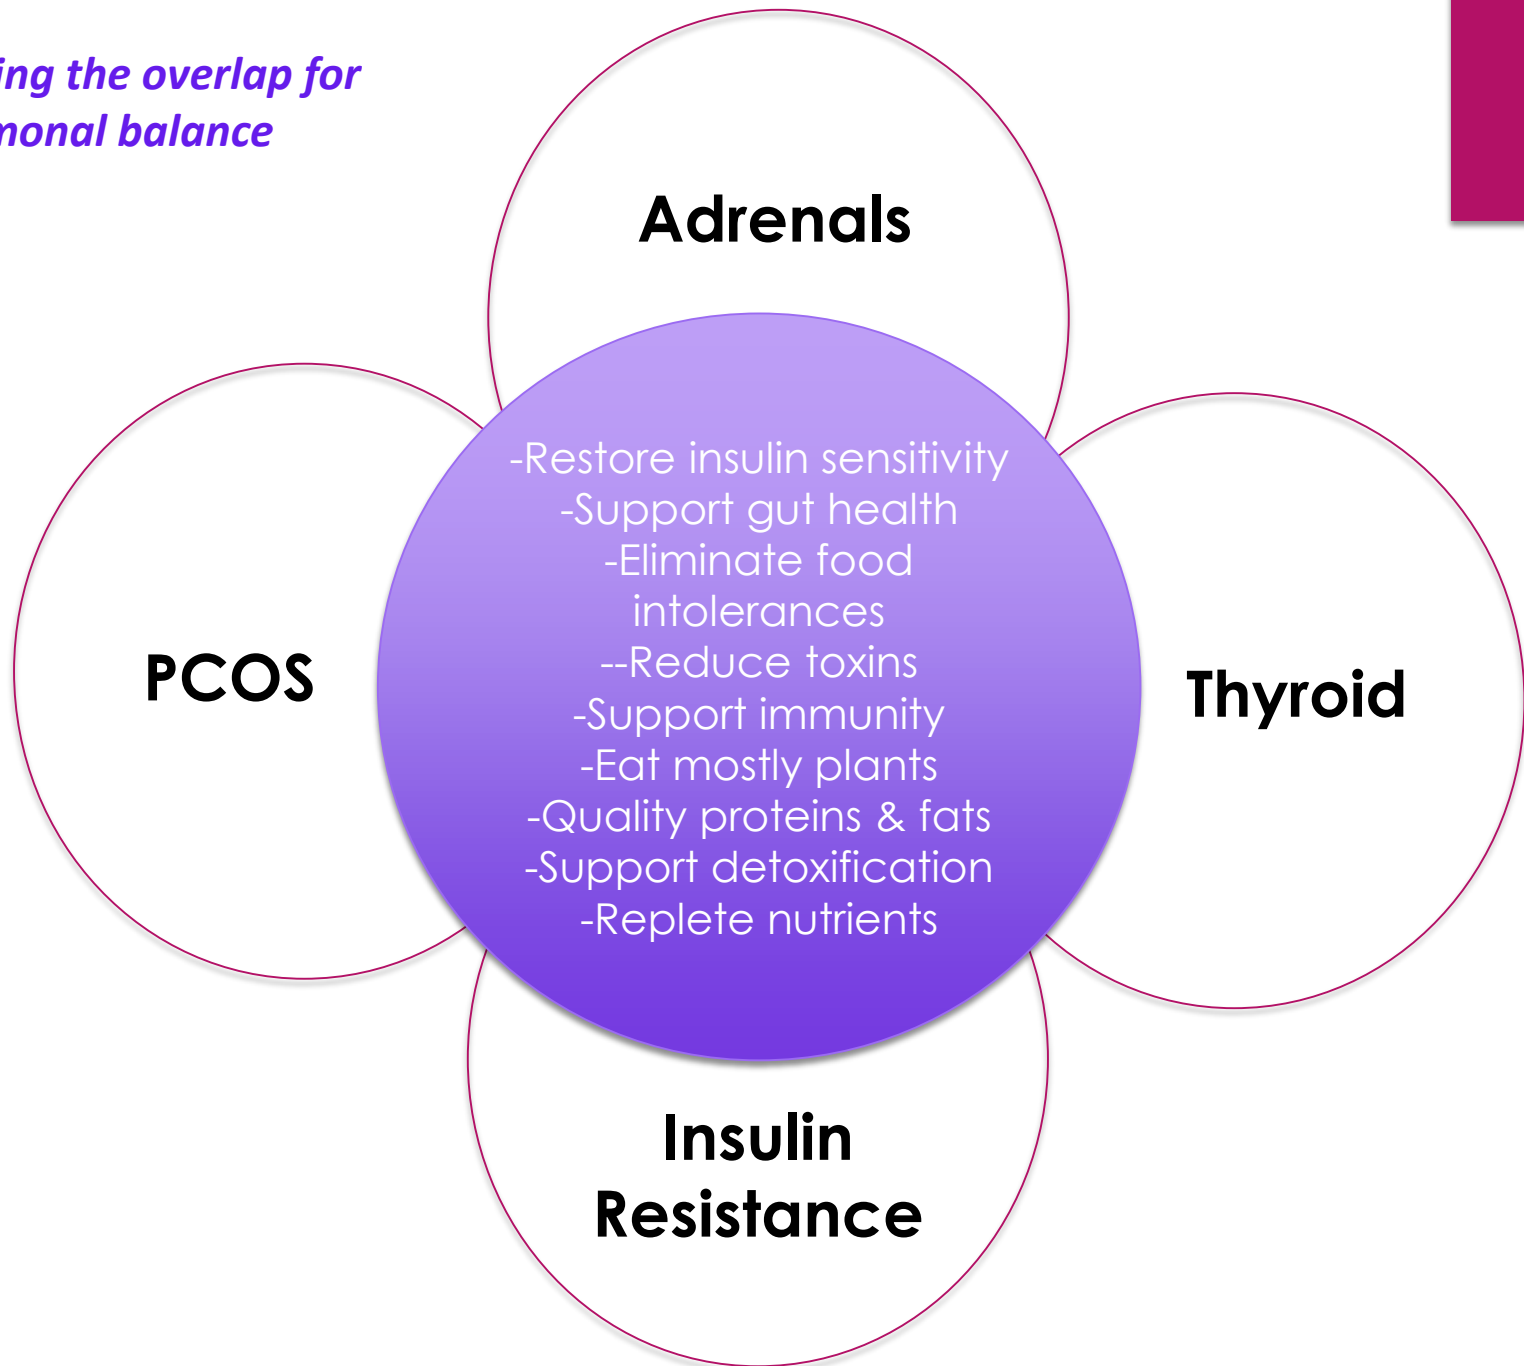 ing the overlap for
monal balance
Adrenals
-Restore insulin sensitivity
-Support gut health
-Eliminate food
intolerances
--Reduce toxins
-Support immunity
-Eat mostly plants
-Quality proteins & fats
-Support detoxification
-Replete nutrients
PCOS
Thyroid
Insulin
Resistance